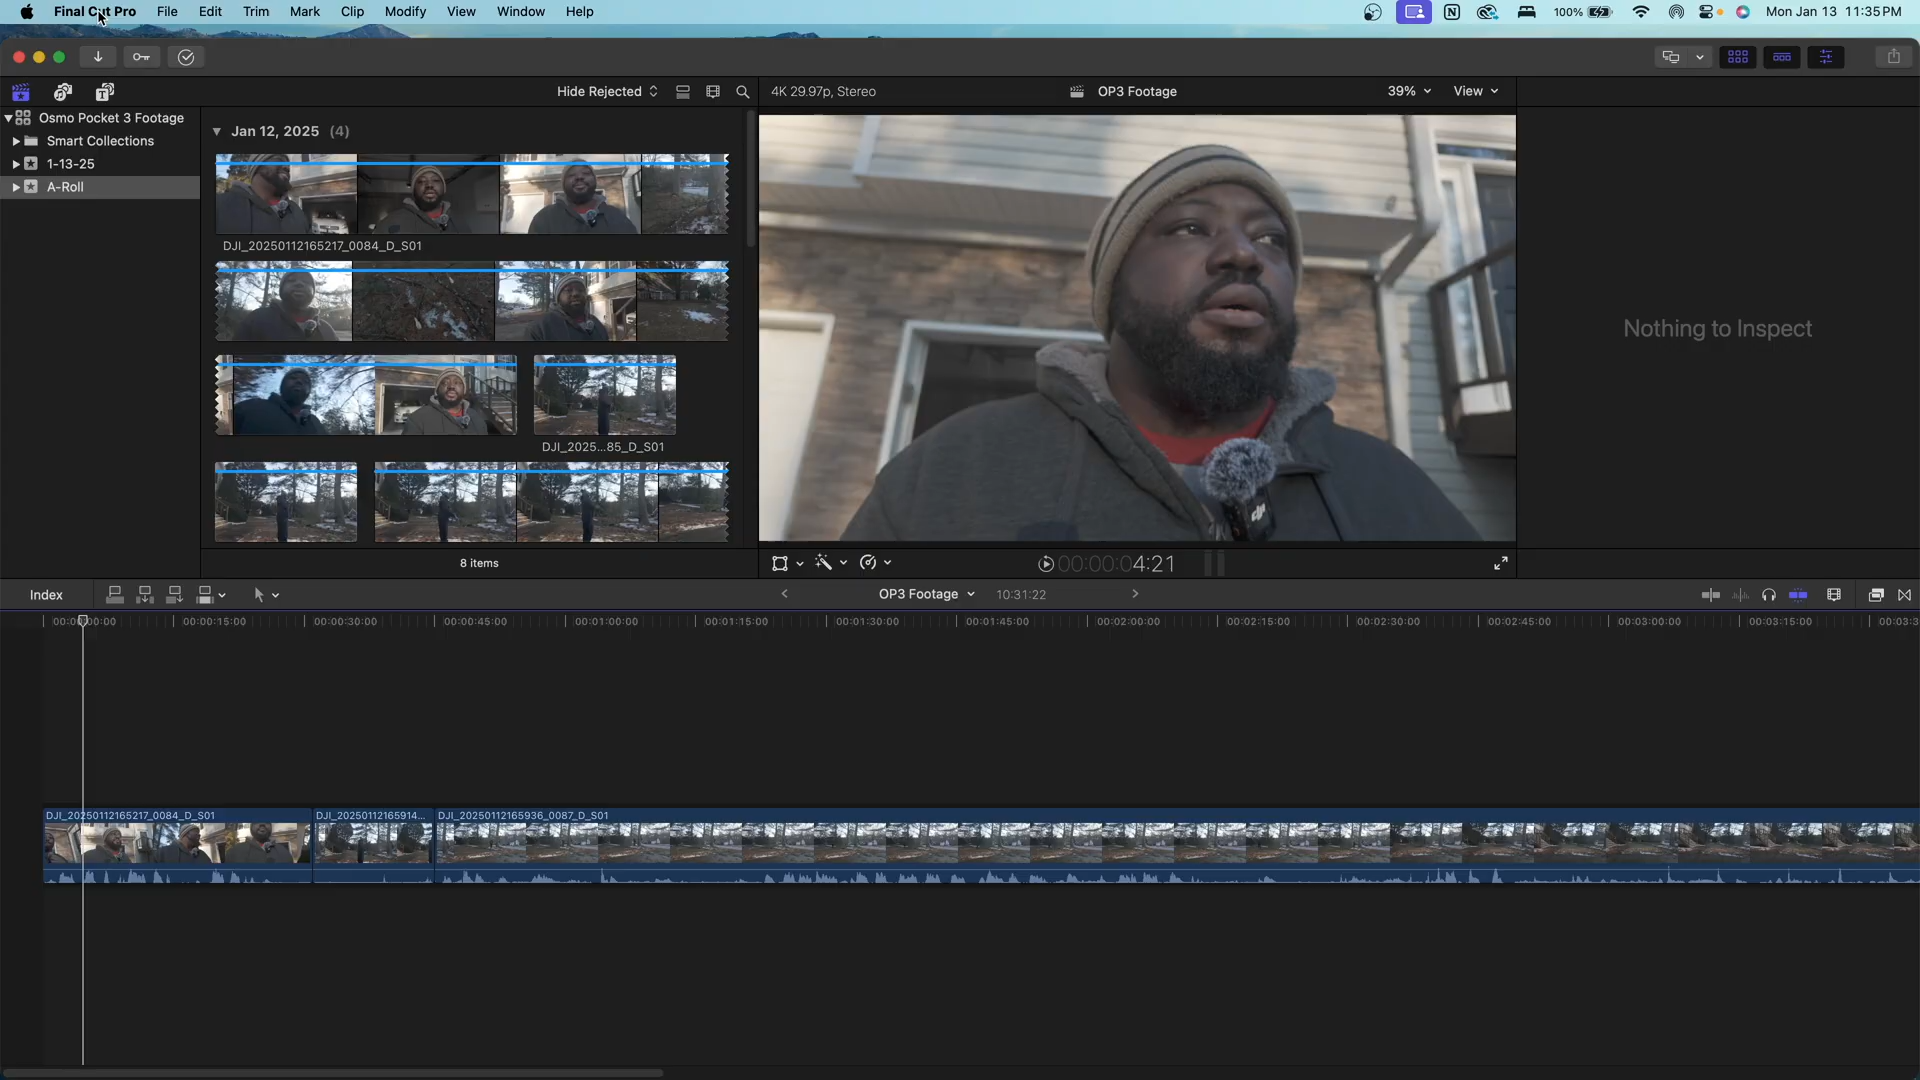 Final Cut Pro File Edit Trim Mark Clip Modify View Window Help 100% Mon Jan 13 11:35 PM
Hide Rejected 4K 29.97p, Stereo OP3 Footage 39% View
Osmo Pocket 3 Footage
Smart Collections
1-13-25
A-Roll
Jan 12, 2025 (4)
DJI_20250112165217_0084_D_S01
DJI_2025...85_D_S01
8 items
Nothing to Inspect
00:00:04:21
Index OP3 Footage 10:31:22
00:00:00:00 00:00:15:00 00:00:30:00 00:00:45:00 00:01:00:00 00:01:15:00 00:01:30:00 00:01:45:00 00:02:00:00 00:02:15:00 00:02:30:00 00:02:45:00 00:03:00:00 00:03:15:00 00:03:3
DJI_20250112165217_0084_D_S01 DJI_20250112165914... DJI_20250112165936_0087_D_S01